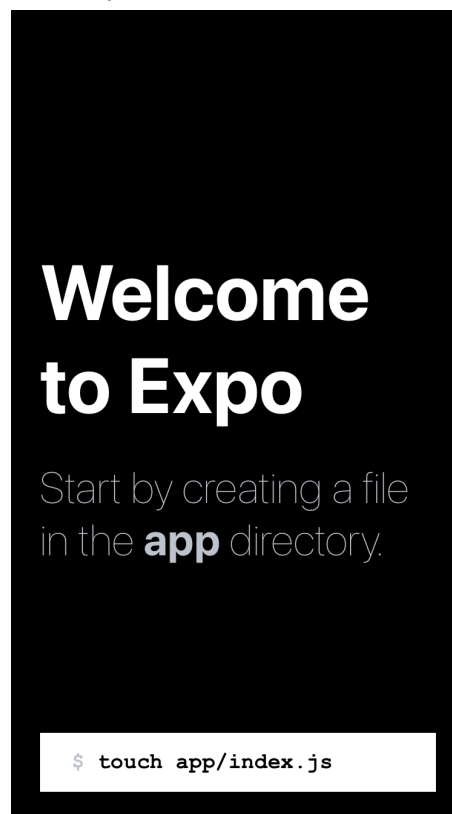 Welcome
to Expo
Start by creating a file
in the app directory.
$ touch app/index.js